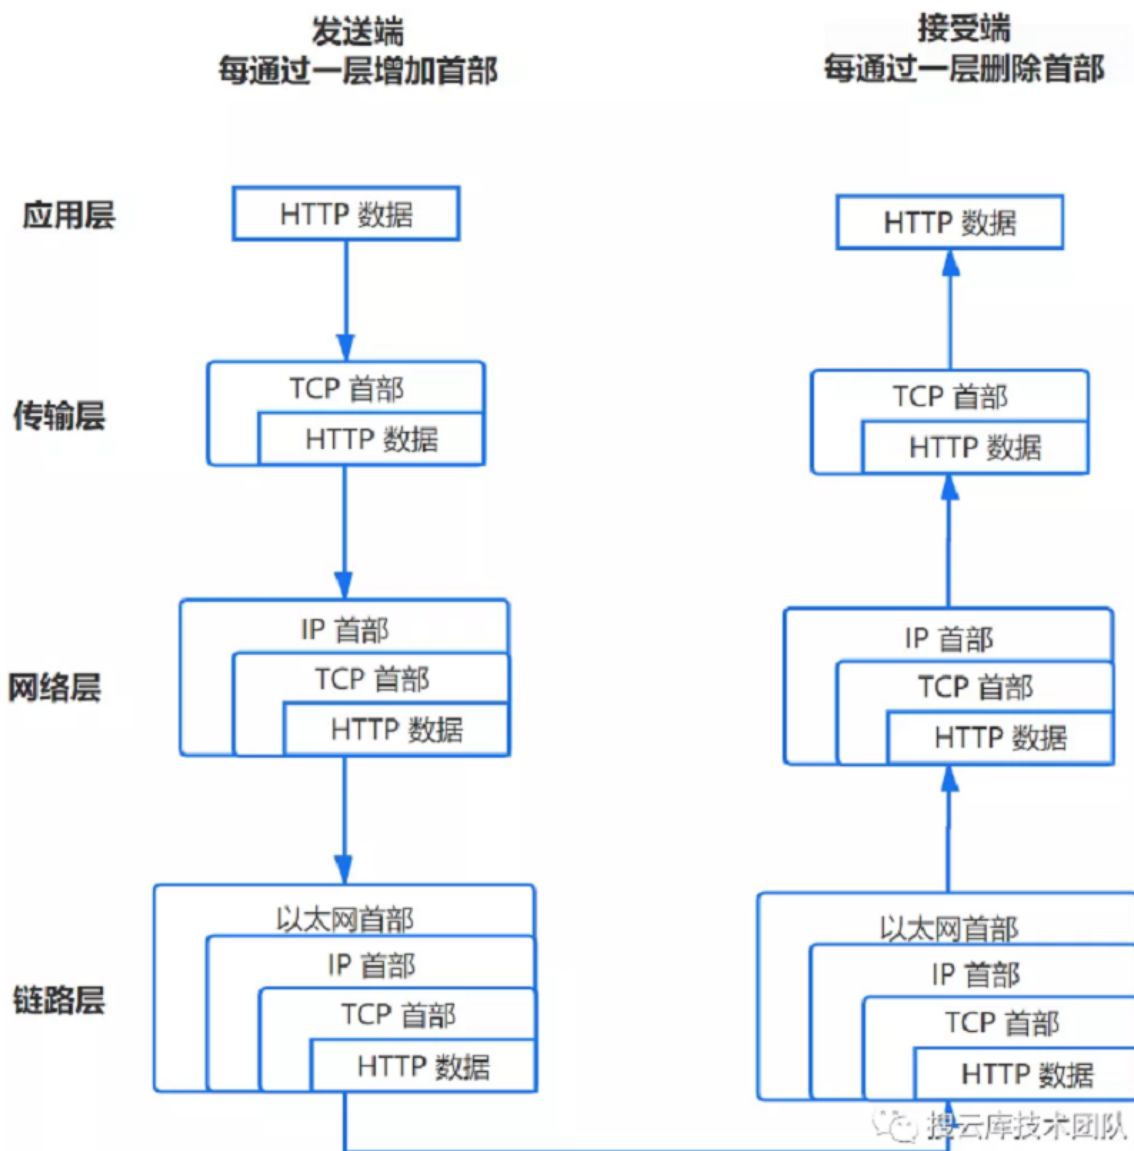 发送端
每通过一层增加首部
接受端
每通过一层删除首部
应用层
HTTP 数据
HTTP 数据
传输层
TCP 首部
HTTP 数据
TCP 首部
HTTP 数据
网络层
IP 首部
TCP 首部
HTTP 数据
IP 首部
TCP 首部
HTTP 数据
链路层
以太网首部
IP 首部
TCP 首部
HTTP 数据
以太网首部
IP 首部
TCP 首部
HTTP 数据
搜云库技术团队